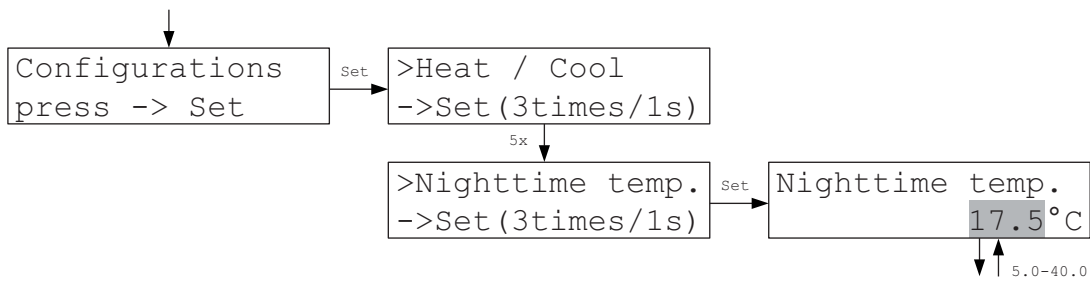 Configurations
press -> Set
Set
>Heat / Cool
->Set(3times/1s)
5x
>Nighttime temp.
->Set(3times/1s)
Set
Nighttime temp.
17.5°C
5.0-40.0